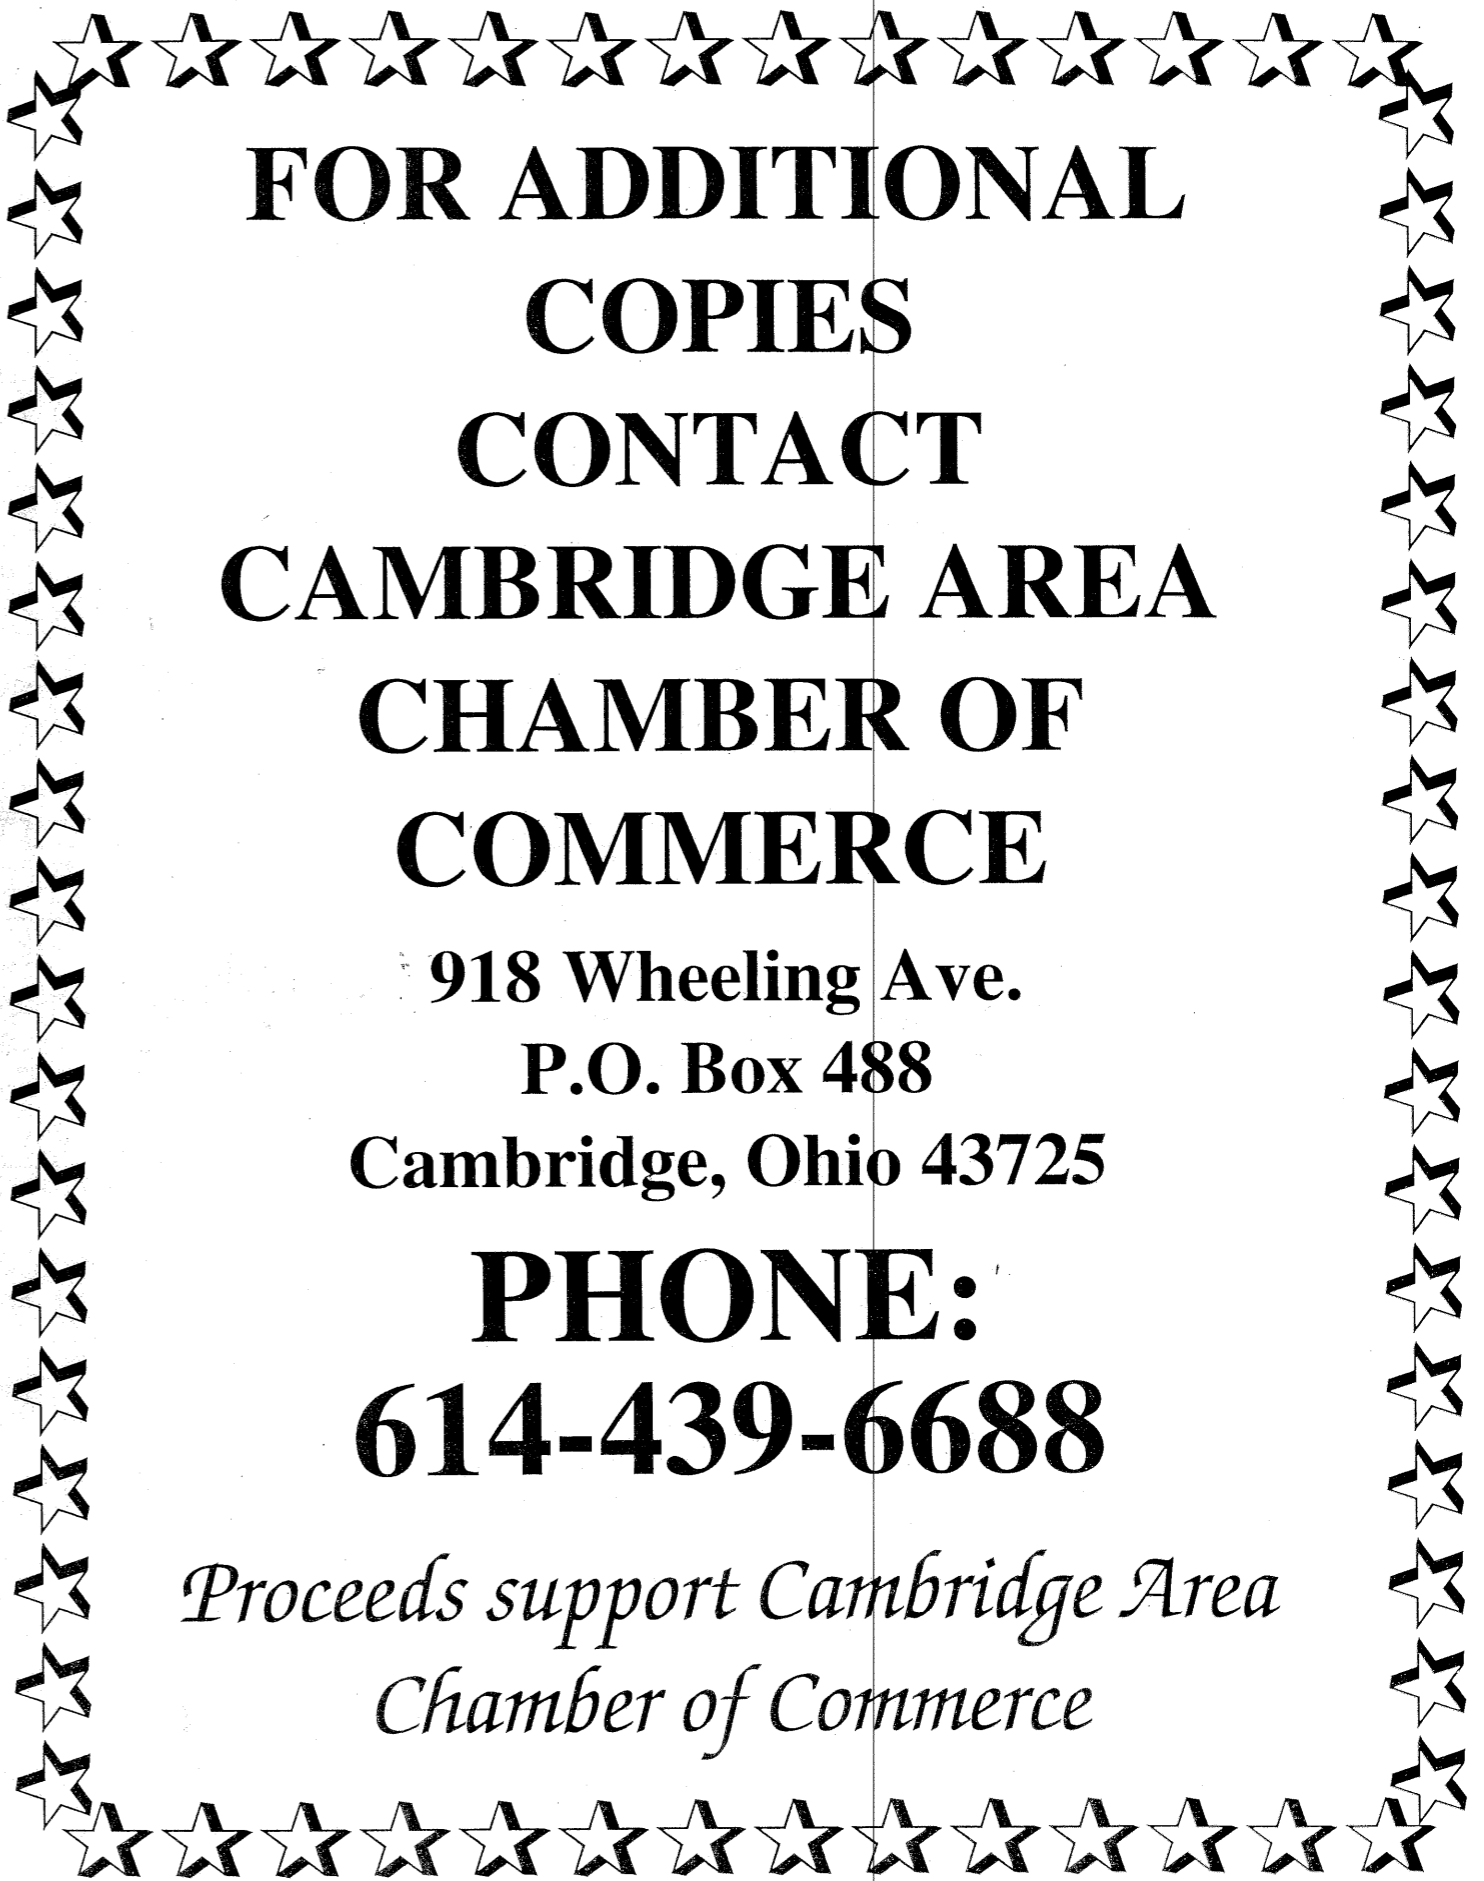 FOR ADDITIONAL
COPIES
CONTACT
CAMBRIDGE AREA
CHAMBER OF
COMMERCE
918 Wheeling Ave.
P.O. Box 488
Cambridge, Ohio 43725
PHONE:
614-439-6688
Proceeds support Cambridge Area
Chamber of Commerce